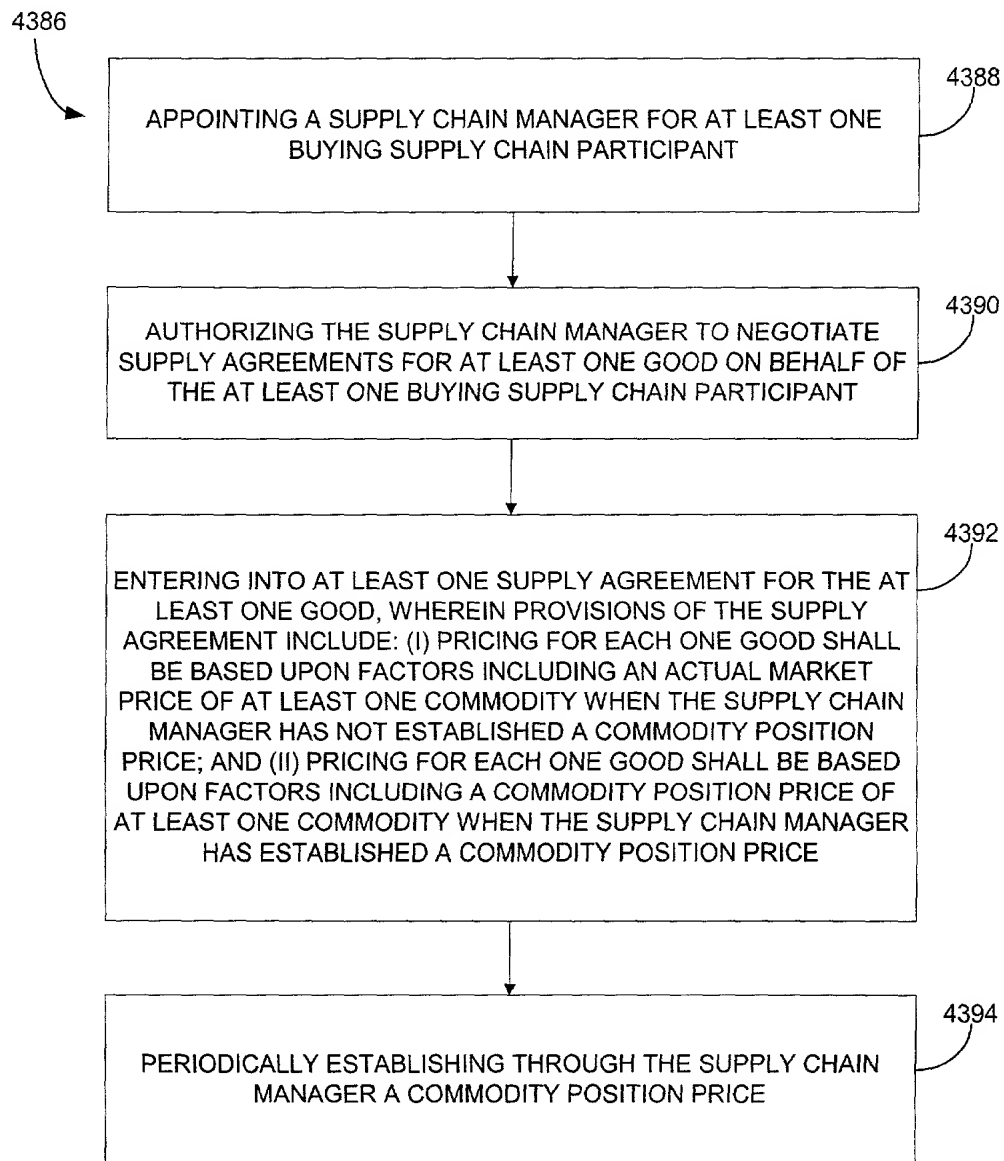 4386
4388
APPOINTING A SUPPLY CHAIN MANAGER FOR AT LEAST ONE
BUYING SUPPLY CHAIN PARTICIPANT
4390
AUTHORIZING THE SUPPLY CHAIN MANAGER TO NEGOTIATE
SUPPLY AGREEMENTS FOR AT LEAST ONE GOOD ON BEHALF OF
THE AT LEAST ONE BUYING SUPPLY CHAIN PARTICIPANT
4392
ENTERING INTO AT LEAST ONE SUPPLY AGREEMENT FOR THE AT
LEAST ONE GOOD, WHEREIN PROVISIONS OF THE SUPPLY
AGREEMENT INCLUDE: (I) PRICING FOR EACH ONE GOOD SHALL
BE BASED UPON FACTORS INCLUDING AN ACTUAL MARKET
PRICE OF AT LEAST ONE COMMODITY WHEN THE SUPPLY CHAIN
MANAGER HAS NOT ESTABLISHED A COMMODITY POSITION
PRICE; AND (II) PRICING FOR EACH ONE GOOD SHALL BE BASED
UPON FACTORS INCLUDING A COMMODITY POSITION PRICE OF
AT LEAST ONE COMMODITY WHEN THE SUPPLY CHAIN MANAGER
HAS ESTABLISHED A COMMODITY POSITION PRICE
4394
PERIODICALLY ESTABLISHING THROUGH THE SUPPLY CHAIN
MANAGER A COMMODITY POSITION PRICE